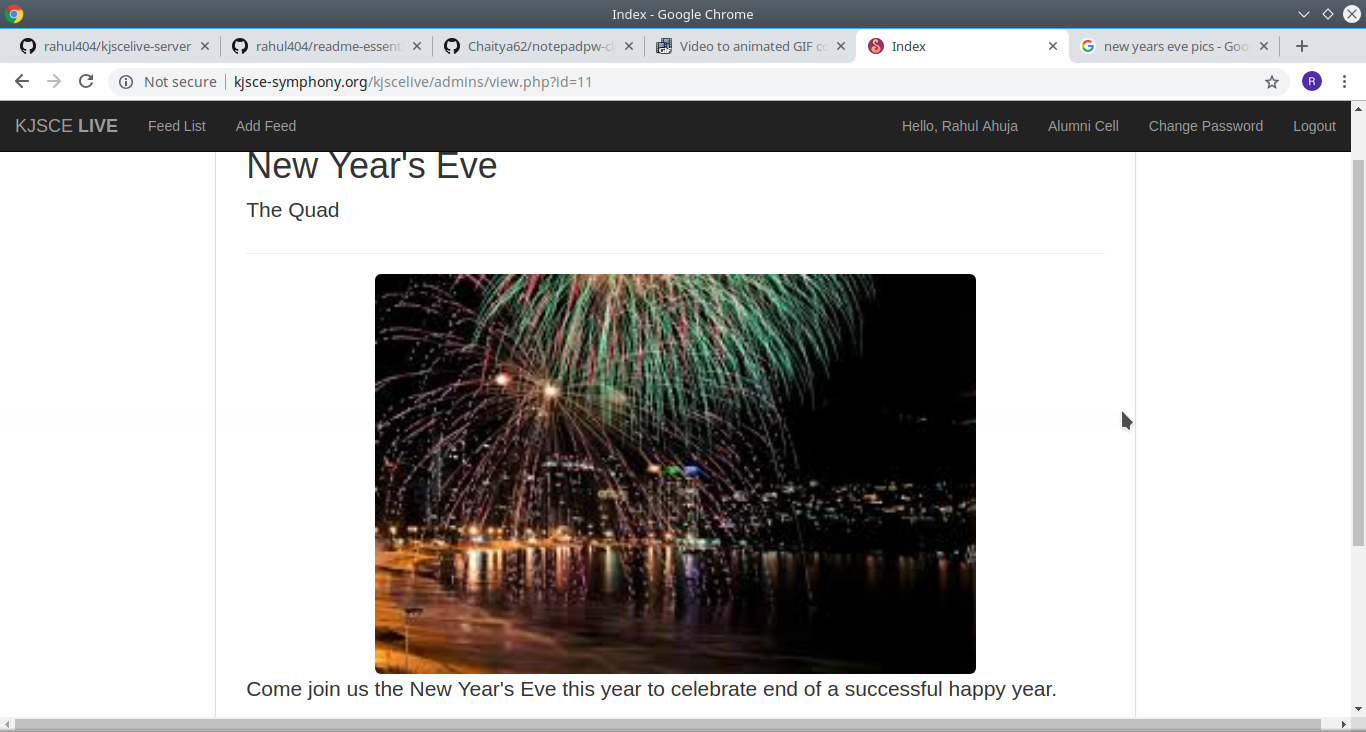 Index - Google Chrome
rahul404/kjscelive-server
rahul404/readme-essent
Chaitya62/notepadpw-cl
Video to animated GIF co
Index
new years eve pics - Goo
Not secure kjsce-symphony.org/kjscelive/admins/view.php?id=11
R
KJSCE LIVE Feed List Add Feed Hello, Rahul Ahuja Alumni Cell Change Password Logout
New Year's Eve
The Quad
Come join us the New Year's Eve this year to celebrate end of a successful happy year.